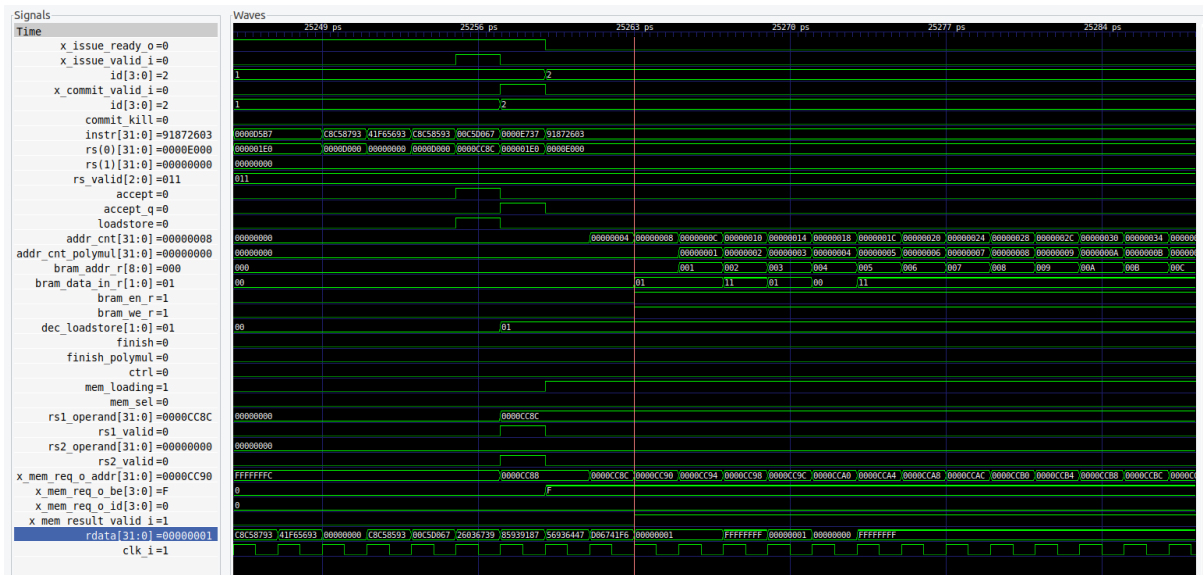 Signals
Waves
Time
25249 ps 25256 ps 25263 ps 25270 ps 25277 ps 25284 ps
x_issue_ready_o=0
x_issue_valid_i=0
id[3:0]=2 1 2
x_commit_valid_i=0
id[3:0]=2 1 2
commit_kill=0
instr[31:0]=91872603 0000D5B7 C8C58793 41F65693 C8C58593 00C5D067 0000E737 91872603
rs(0)[31:0]=0000E000 000001E0 0000D000 00000000 0000D000 0000CC8C 000001E0 0000E000
rs(1)[31:0]=00000000 00000000
rs_valid[2:0]=011 011
accept=0
accept_q=0
loadstore=0
addr_cnt[31:0]=00000008 00000000 00000004 00000008 0000000C 00000010 00000014 00000018 0000001C 00000020 00000024 00000028 0000002C 00000030 00000034 00000
addr_cnt_polymul[8:0]=00000000 00000000 00000001 00000002 00000003 00000004 00000005 00000006 00000007 00000008 00000009 0000000A 0000000B 00000
bram_addr_r[8:0]=000 000 001 002 003 004 005 006 007 008 009 00A 00B 00C
bram_data_in_r[1:0]=01 00 01 11 01 00 11
bram_en_r=1
bram_we_r=1
dec_loadstore[1:0]=01 00 01
finish=0
finish_polymul=0
ctrl=0
mem_loading=1
mem_sel=0
rs1_operand[31:0]=0000CC8C 00000000 0000CC8C
rs1_valid=0
rs2_operand[31:0]=00000000 00000000
rs2_valid=0
x_mem_req_o_addr[31:0]=0000CC90 FFFFFFFC 0000CC88 0000CC8C 0000CC90 0000CC94 0000CC98 0000CC9C 0000CCA0 0000CCA4 0000CCA8 0000CCAC 0000CCB0 0000CCB4 0000CCB8 0000CCBC 0000C
x_mem_req_o_be[3:0]=F 0 F
x_mem_req_o_id[3:0]=0 0
x_mem_result_valid_i=1
rdata[31:0]=00000001 C8C58793 41F65693 00000000 C8C58593 00C5D067 26036739 85939187 56936447 D06741F6 00000001 FFFFFFFF 00000001 00000000 FFFFFFFF
clk_i=1